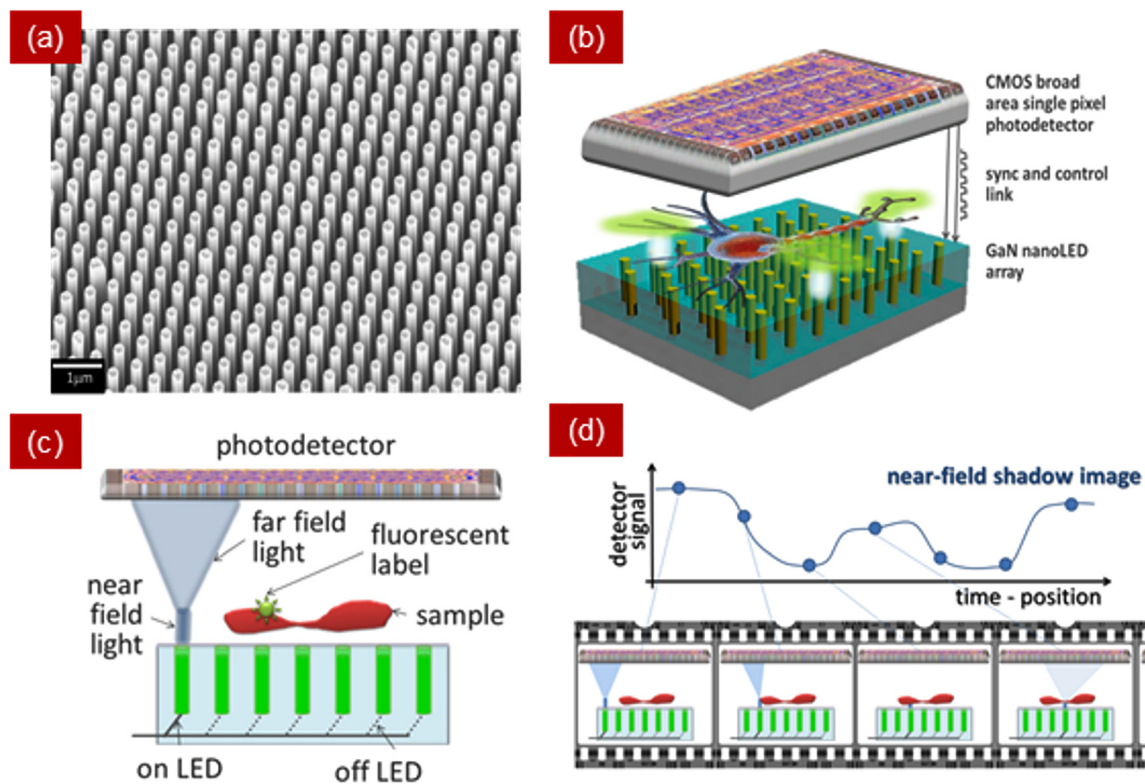 (a)
1μm
(b)
CMOS broad
area single pixel
photodetector
sync and control
link
GaN nanoLED
array
(c)
photodetector
far field
light
fluorescent
label
near
field
light
sample
on LED
off LED
(d)
near-field shadow image
detector
signal
time - position